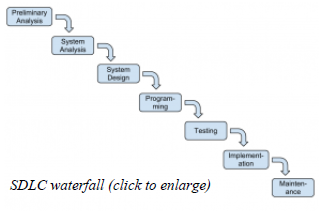 Preliminary
Analysis
System
Analysis
System
Design
Program-
ming
Testing
Implement-
ation
Mainten-
ance
SDLC waterfall (click to enlarge)